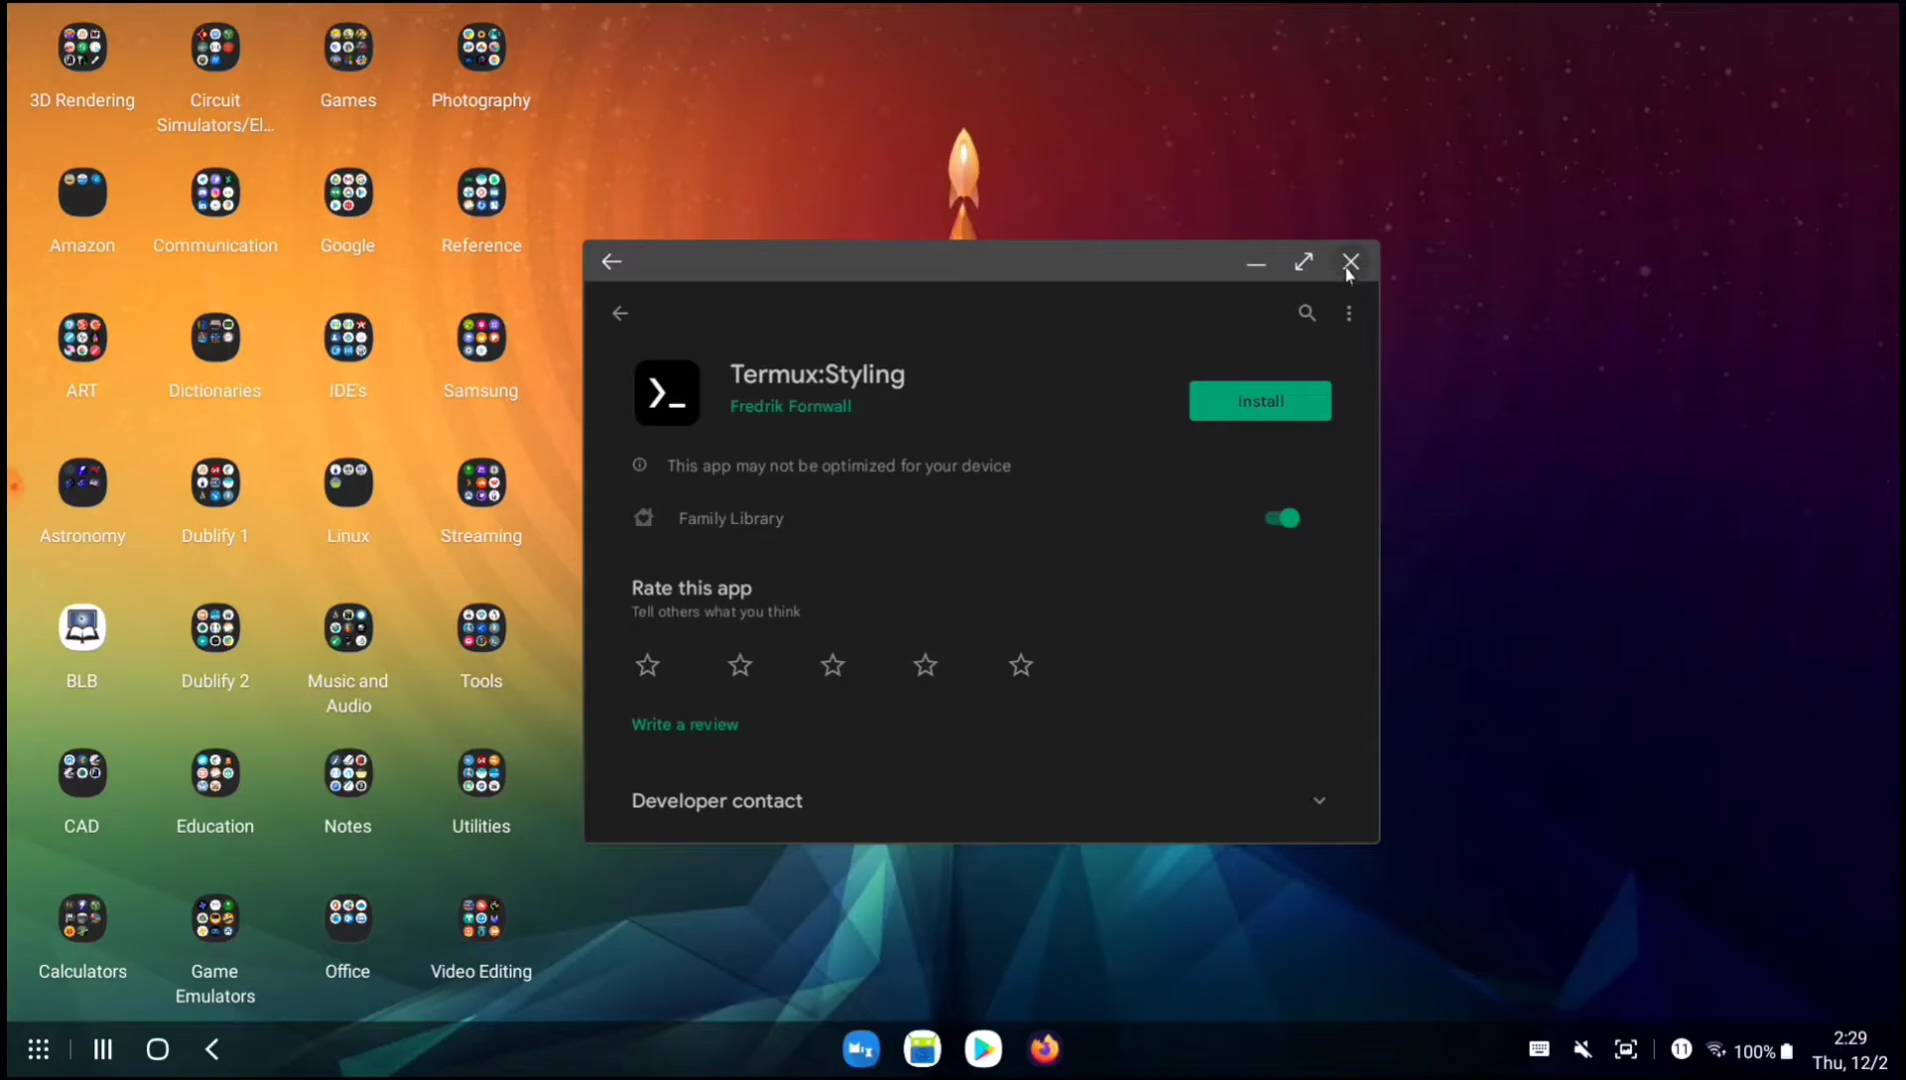 3D Rendering
Circuit
Simulators/El...
Games
Photography
Amazon
Communication
Google
Reference
ART
Dictionaries
IDE's
Samsung
Astronomy
Dublify 1
Linux
Streaming
BLB
Dublify 2
Music and
Audio
Tools
CAD
Education
Notes
Utilities
Calculators
Game
Emulators
Office
Video Editing
Termux:Styling
Fredrik Fornwall
Install
This app may not be optimized for your device
Family Library
Rate this app
Tell others what you think
Write a review
Developer contact
Mix
11
100%
2:29
Thu, 12/2